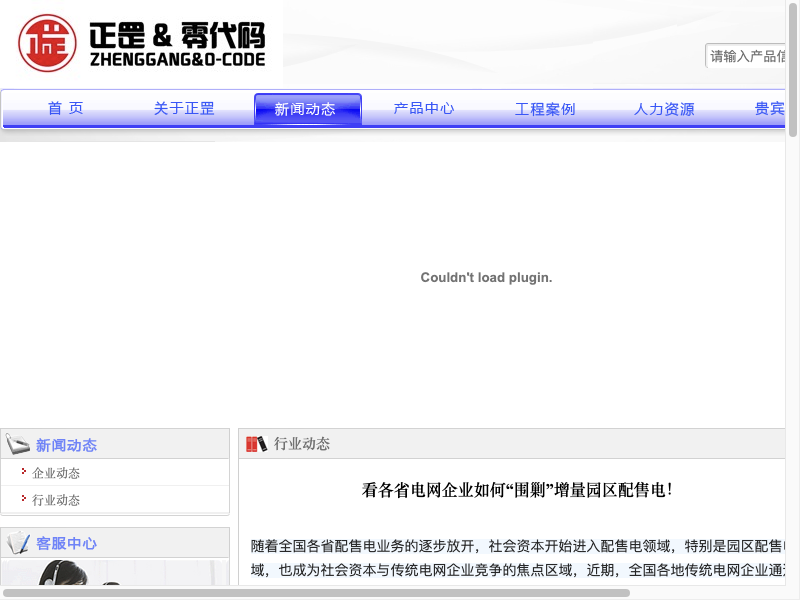 正罡 & 零代码
ZHENGGANG&0-CODE
请输入产品信
首 页 关于正罡 新闻动态 产品中心 工程案例 人力资源 贵宾
Couldn't load plugin.
新闻动态
企业动态
行业动态
客服中心
行业动态
看各省电网企业如何“围剿”增量园区配售电！
随着全国各省配售电业务的逐步放开，社会资本开始进入配售电领域，特别是园区配售
域，也成为社会资本与传统电网企业竞争的焦点区域，近期，全国各地传统电网企业通